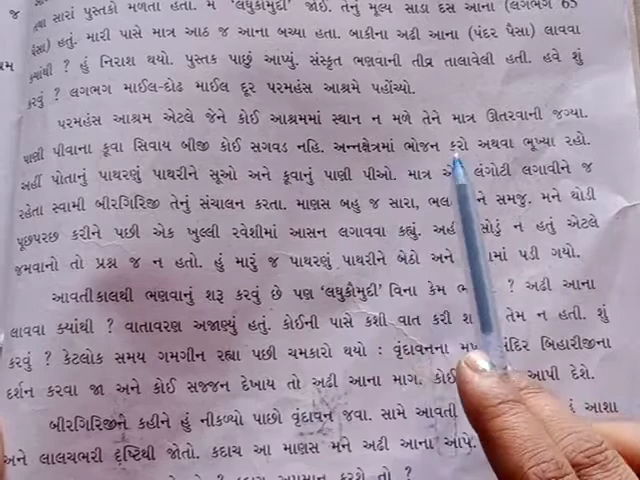 જ
ઘણા સારાં પુસ્તકો મળતાં હતાં. મેં 'લઘુકૌમુદી' જોઈ. તેનું મૂલ્ય સાડા દસ આના (લગભગ 65
પૈસા) હતું. મારી પાસે માત્ર આઠ જ આના બચ્યા હતા. બાકીના અઢી આના (પંદર પૈસા) લાવવા
ક્યાંથી ? હું નિરાશ થયો. પુસ્તક પાછું આપ્યું. સંસ્કૃત ભણવાની તીવ્ર તાલાવેલી હતી. હવે શું
કરવું ? લગભગ માઈલ-દોઢ માઈલ દૂર પરમહંસ આશ્રમે પહોંચ્યો.
પરમહંસ આશ્રમ એટલે જેને કોઈ આશ્રમમાં સ્થાન ન મળે તેને માત્ર ઊતરવાની જગ્યા.
પાણી પીવાના કૂવા સિવાય બીજી કોઈ સગવડ નહિ. અન્નક્ષેત્રમાં ભોજન કરો અથવા ભૂખ્યા રહો.
અહીં પોતાનું પાથરણું પાથરીને સૂઓ અને કૂવાનું પાણી પીઓ. માત્ર લંગોટી લગાવીને જ
રહેતા સ્વામી બીરગિરિજી તેનું સંચાલન કરતા. માણસ બહુ જ સારા, ને સમજુ. મને થોડી
પૂછપરછ કરીને પછી એક ખુલ્લી રવેશીમાં આસન લગાવવા કહ્યું. સોડું ન હતું એટલે
જમવાનો તો પ્રશ્ન જ ન હતો. હું મારું જ પાથરણું પાથરીને બેઠો અને માં પડી ગયો.
આવતીકાલથી ભણવાનું શરૂ કરવું છે પણ 'લઘુકૌમુદી' વિના કેમ ? અઢી આના
લાવવા ક્યાંથી ? વાતાવરણ અજાણ્યું હતું. કોઈની પાસે કશી વાત કરી તેમ ન હતી. શું
કરવું ? કેટલોક સમય ગમગીન રહ્યા પછી ચમકારો થયો : વૃંદાવનના મંદિર બિહારીજીના
દર્શન કરવા જા અને કોઈ સજ્જન દેખાય તો અઢી આના માગ. આપી દેશે.
બીરગિરિજીને કહીને હું નીકળ્યો પાછો વૃંદાવન જવા. સામે આવતી આશા
અને લાલચભરી દૃષ્ટિથી જોતો. કદાચ આ માણસ મને અઢી આના આપે.